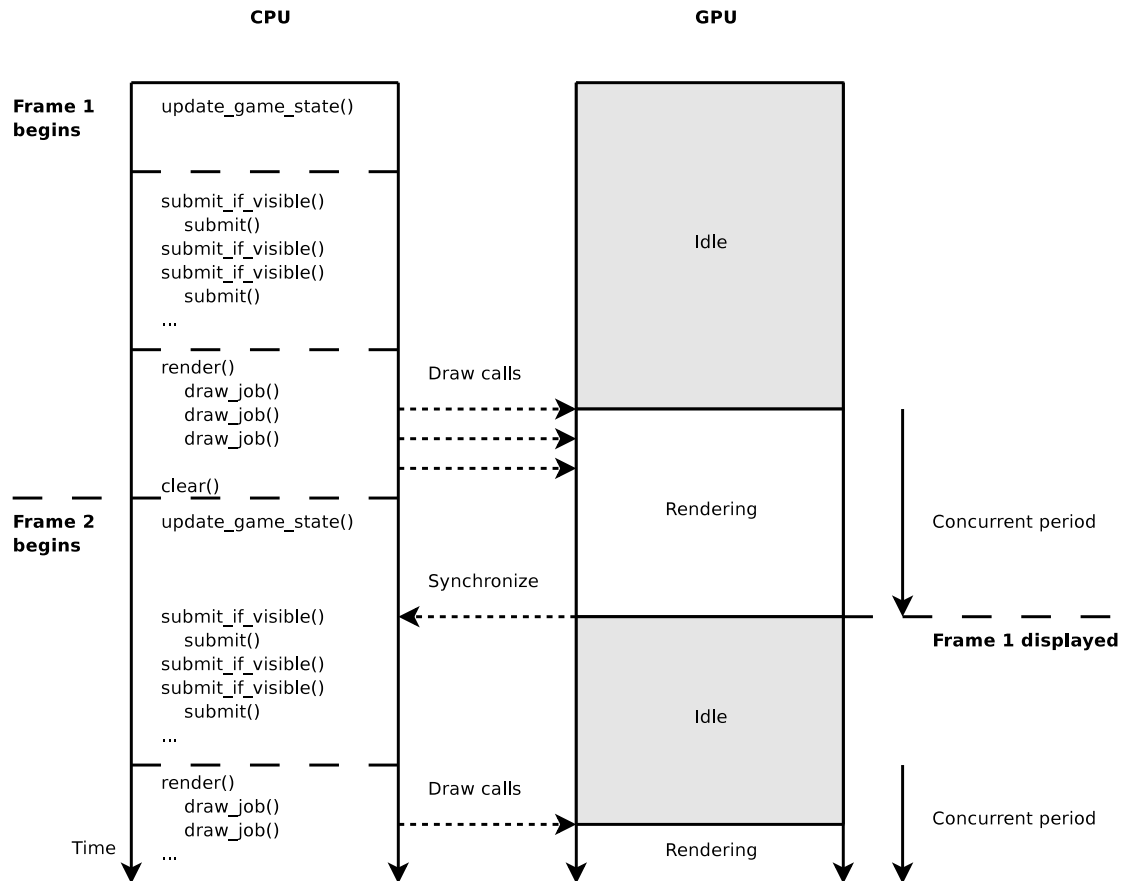 CPU
GPU
Frame 1
begins
update_game_state()
submit_if_visible()
submit()
submit_if_visible()
submit_if_visible()
submit()
...
Idle
render()
draw_job()
draw_job()
draw_job()
clear()
Draw calls
Rendering
Concurrent period
Frame 2
begins
update_game_state()
Synchronize
submit_if_visible()
submit()
submit_if_visible()
submit_if_visible()
submit()
...
Frame 1 displayed
Idle
render()
draw_job()
draw_job()
...
Draw calls
Concurrent period
Time
Rendering